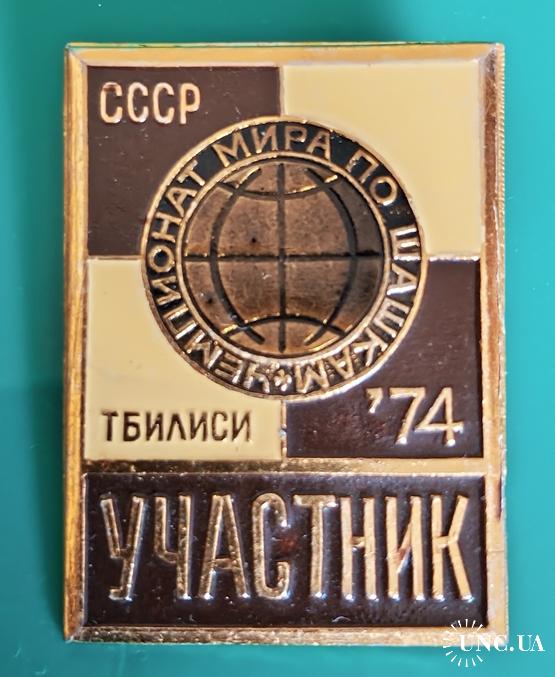 СССР
ЧЕМПИОНАТ МИРА ПО ШАШКАМ
ТБИЛИСИ
'74
УЧАСТНИК
UNC.UA